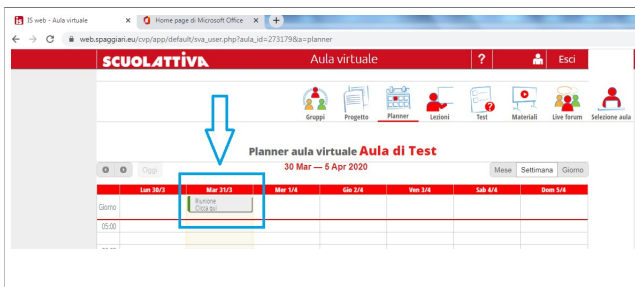 IS web - Aula virtuale
Home page di Microsoft Office
web.spaggiari.eu/cvp/app/default/sva_user.php?aula_id=273179&a=planner
SCUOLATTIVA
Aula virtuale
?
Esci
Gruppi
Progetto
Planner
Lezioni
Test
Materiali
Live forum
Selezione aula
Planner aula virtuale Aula di Test
Oggi
30 Mar — 5 Apr 2020
Mese
Settimana
Giorno
Lun 30/3
Mar 31/3
Mer 1/4
Gio 2/4
Ven 3/4
Sab 4/4
Dom 5/4
Giorno
Riunione
Clicca qui
05:00